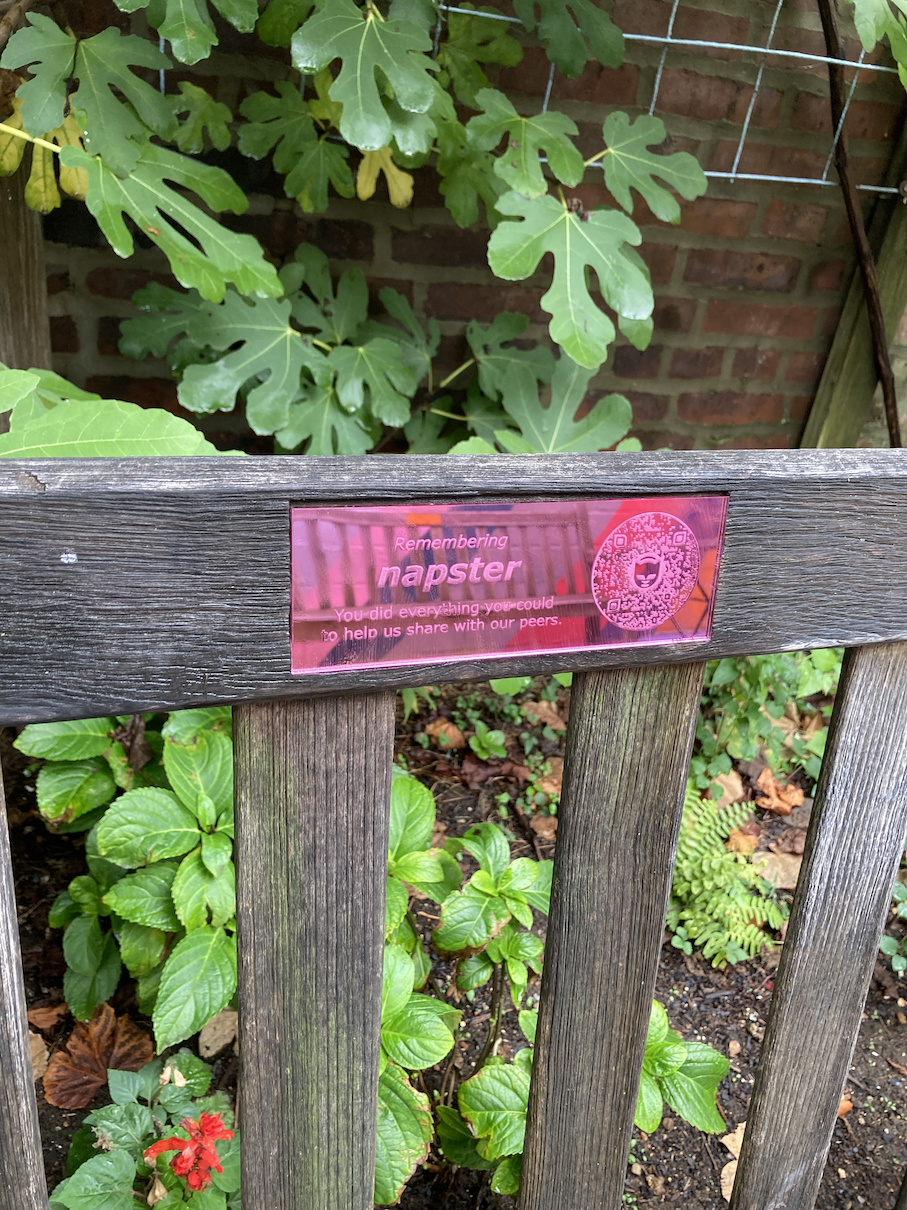 Remembering
napster
You did everything you could
to help us share with our peers.